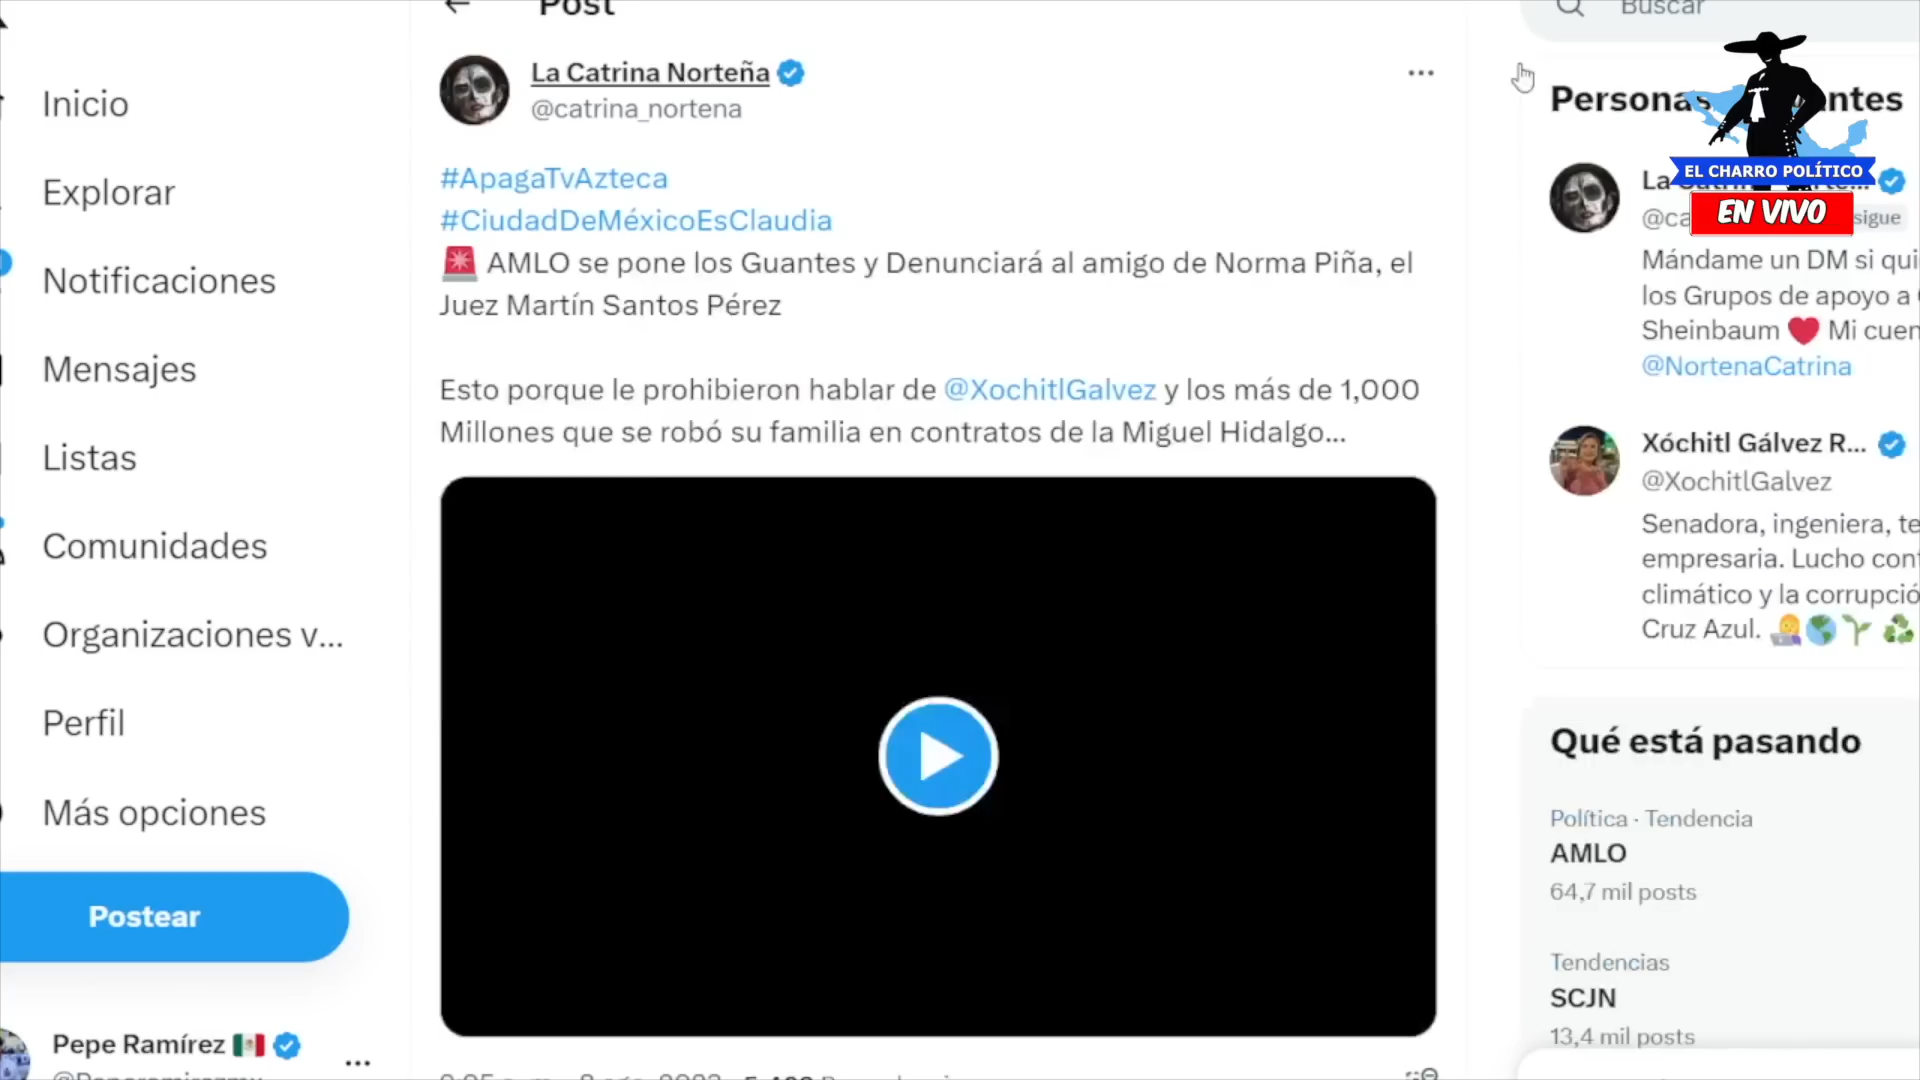 Post
Buscar
Inicio
Explorar
Notificaciones
Mensajes
Listas
Comunidades
Organizaciones v...
Perfil
Más opciones
Postear
Pepe Ramírez
La Catrina Norteña
@catrina_nortena
#ApagaTvAzteca
#CiudadDeMéxicoEsClaudia
AMLO se pone los Guantes y Denunciará al amigo de Norma Piña, el
Juez Martín Santos Pérez
Esto porque le prohibieron hablar de @XochitlGalvez y los más de 1,000
Millones que se robó su familia en contratos de la Miguel Hidalgo...
EL CHARRO POLÍTICO
EN VIVO
sigue
Mándame un DM si qui
los Grupos de apoyo a
Sheinbaum Mi cuen
@NortenaCatrina
Xóchitl Gálvez R...
@XochitlGalvez
Senadora, ingeniera, te
empresaria. Lucho con
climático y la corrupció
Cruz Azul.
Qué está pasando
Política · Tendencia
AMLO
64,7 mil posts
Tendencias
SCJN
13,4 mil posts